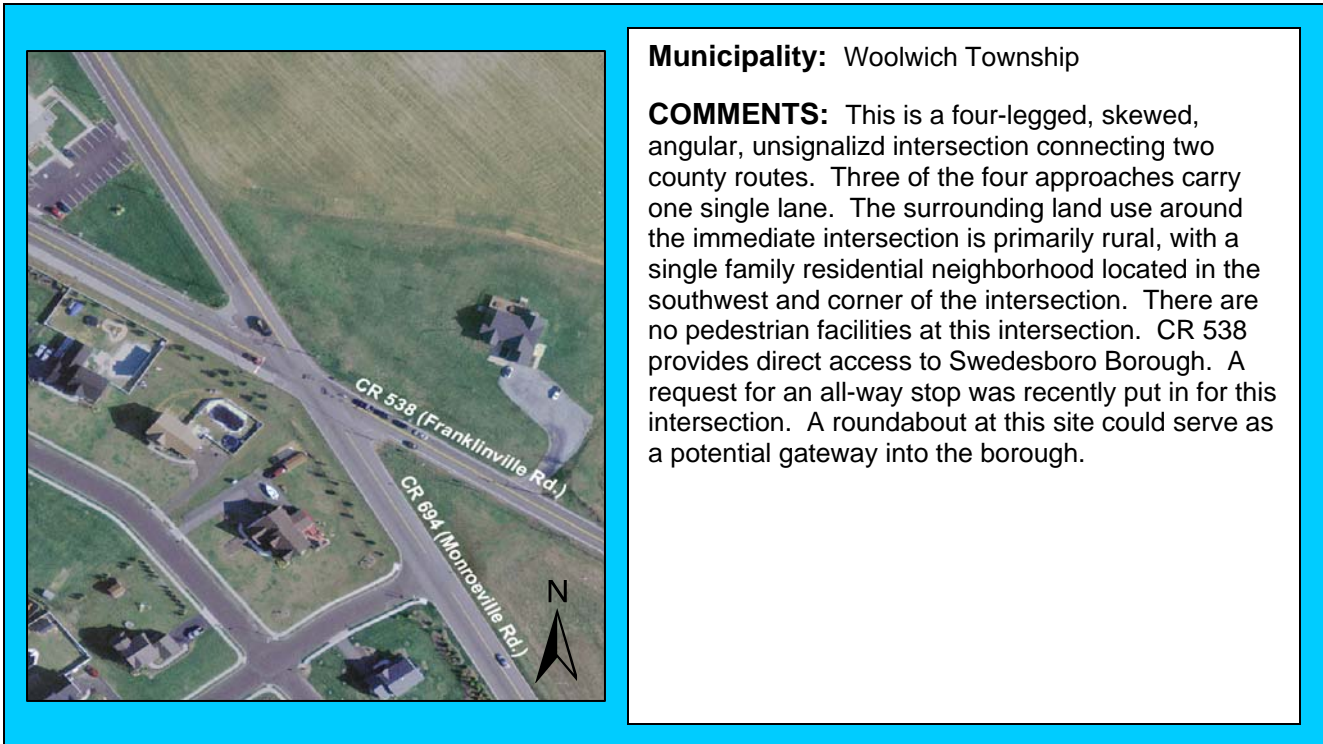 Municipality: Woolwich Township
COMMENTS: This is a four-legged, skewed,
angular, unsignalizd intersection connecting two
county routes. Three of the four approaches carry
one single lane. The surrounding land use around
the immediate intersection is primarily rural, with a
single family residential neighborhood located in the
southwest and corner of the intersection. There are
no pedestrian facilities at this intersection. CR 538
provides direct access to Swedesboro Borough. A
request for an all-way stop was recently put in for this
intersection. A roundabout at this site could serve as
a potential gateway into the borough.
CR 538 (Franklinville Rd.)
CR 694 (Monroeville Rd.)
N